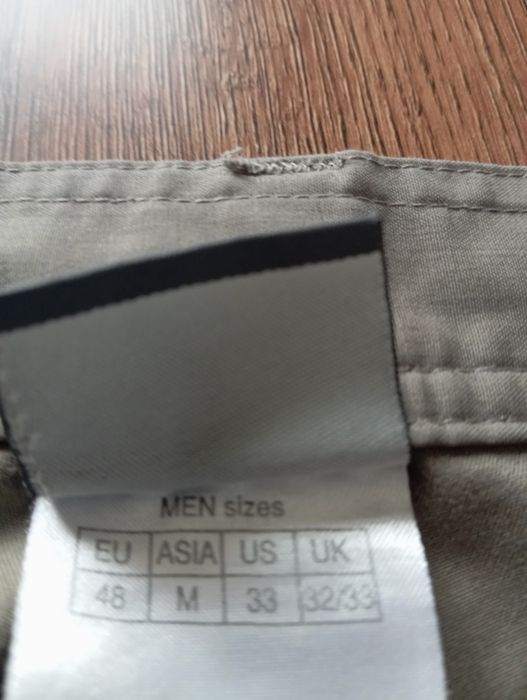 MEN sizes
EU ASIA US UK
48 M 33 32/33